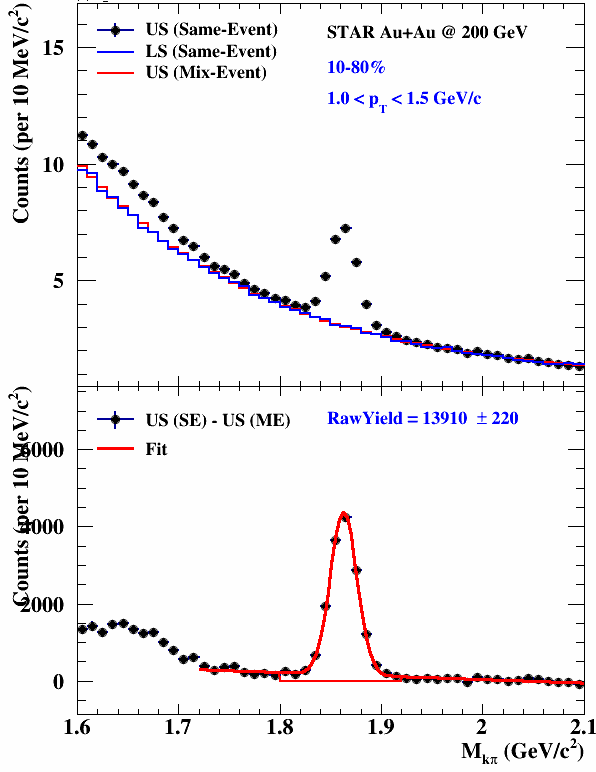 US (Same-Event)
LS (Same-Event)
US (Mix-Event)
STAR Au+Au @ 200 GeV
10-80%
1.0 < p_T < 1.5 GeV/c
Counts (per 10 MeV/c²)
15
10
5
US (SE) - US (ME)
Fit
RawYield = 13910 ± 220
Counts (per 10 MeV/c²)
6000
4000
2000
0
1.6 1.7 1.8 1.9 2 2.1
M_kπ (GeV/c²)